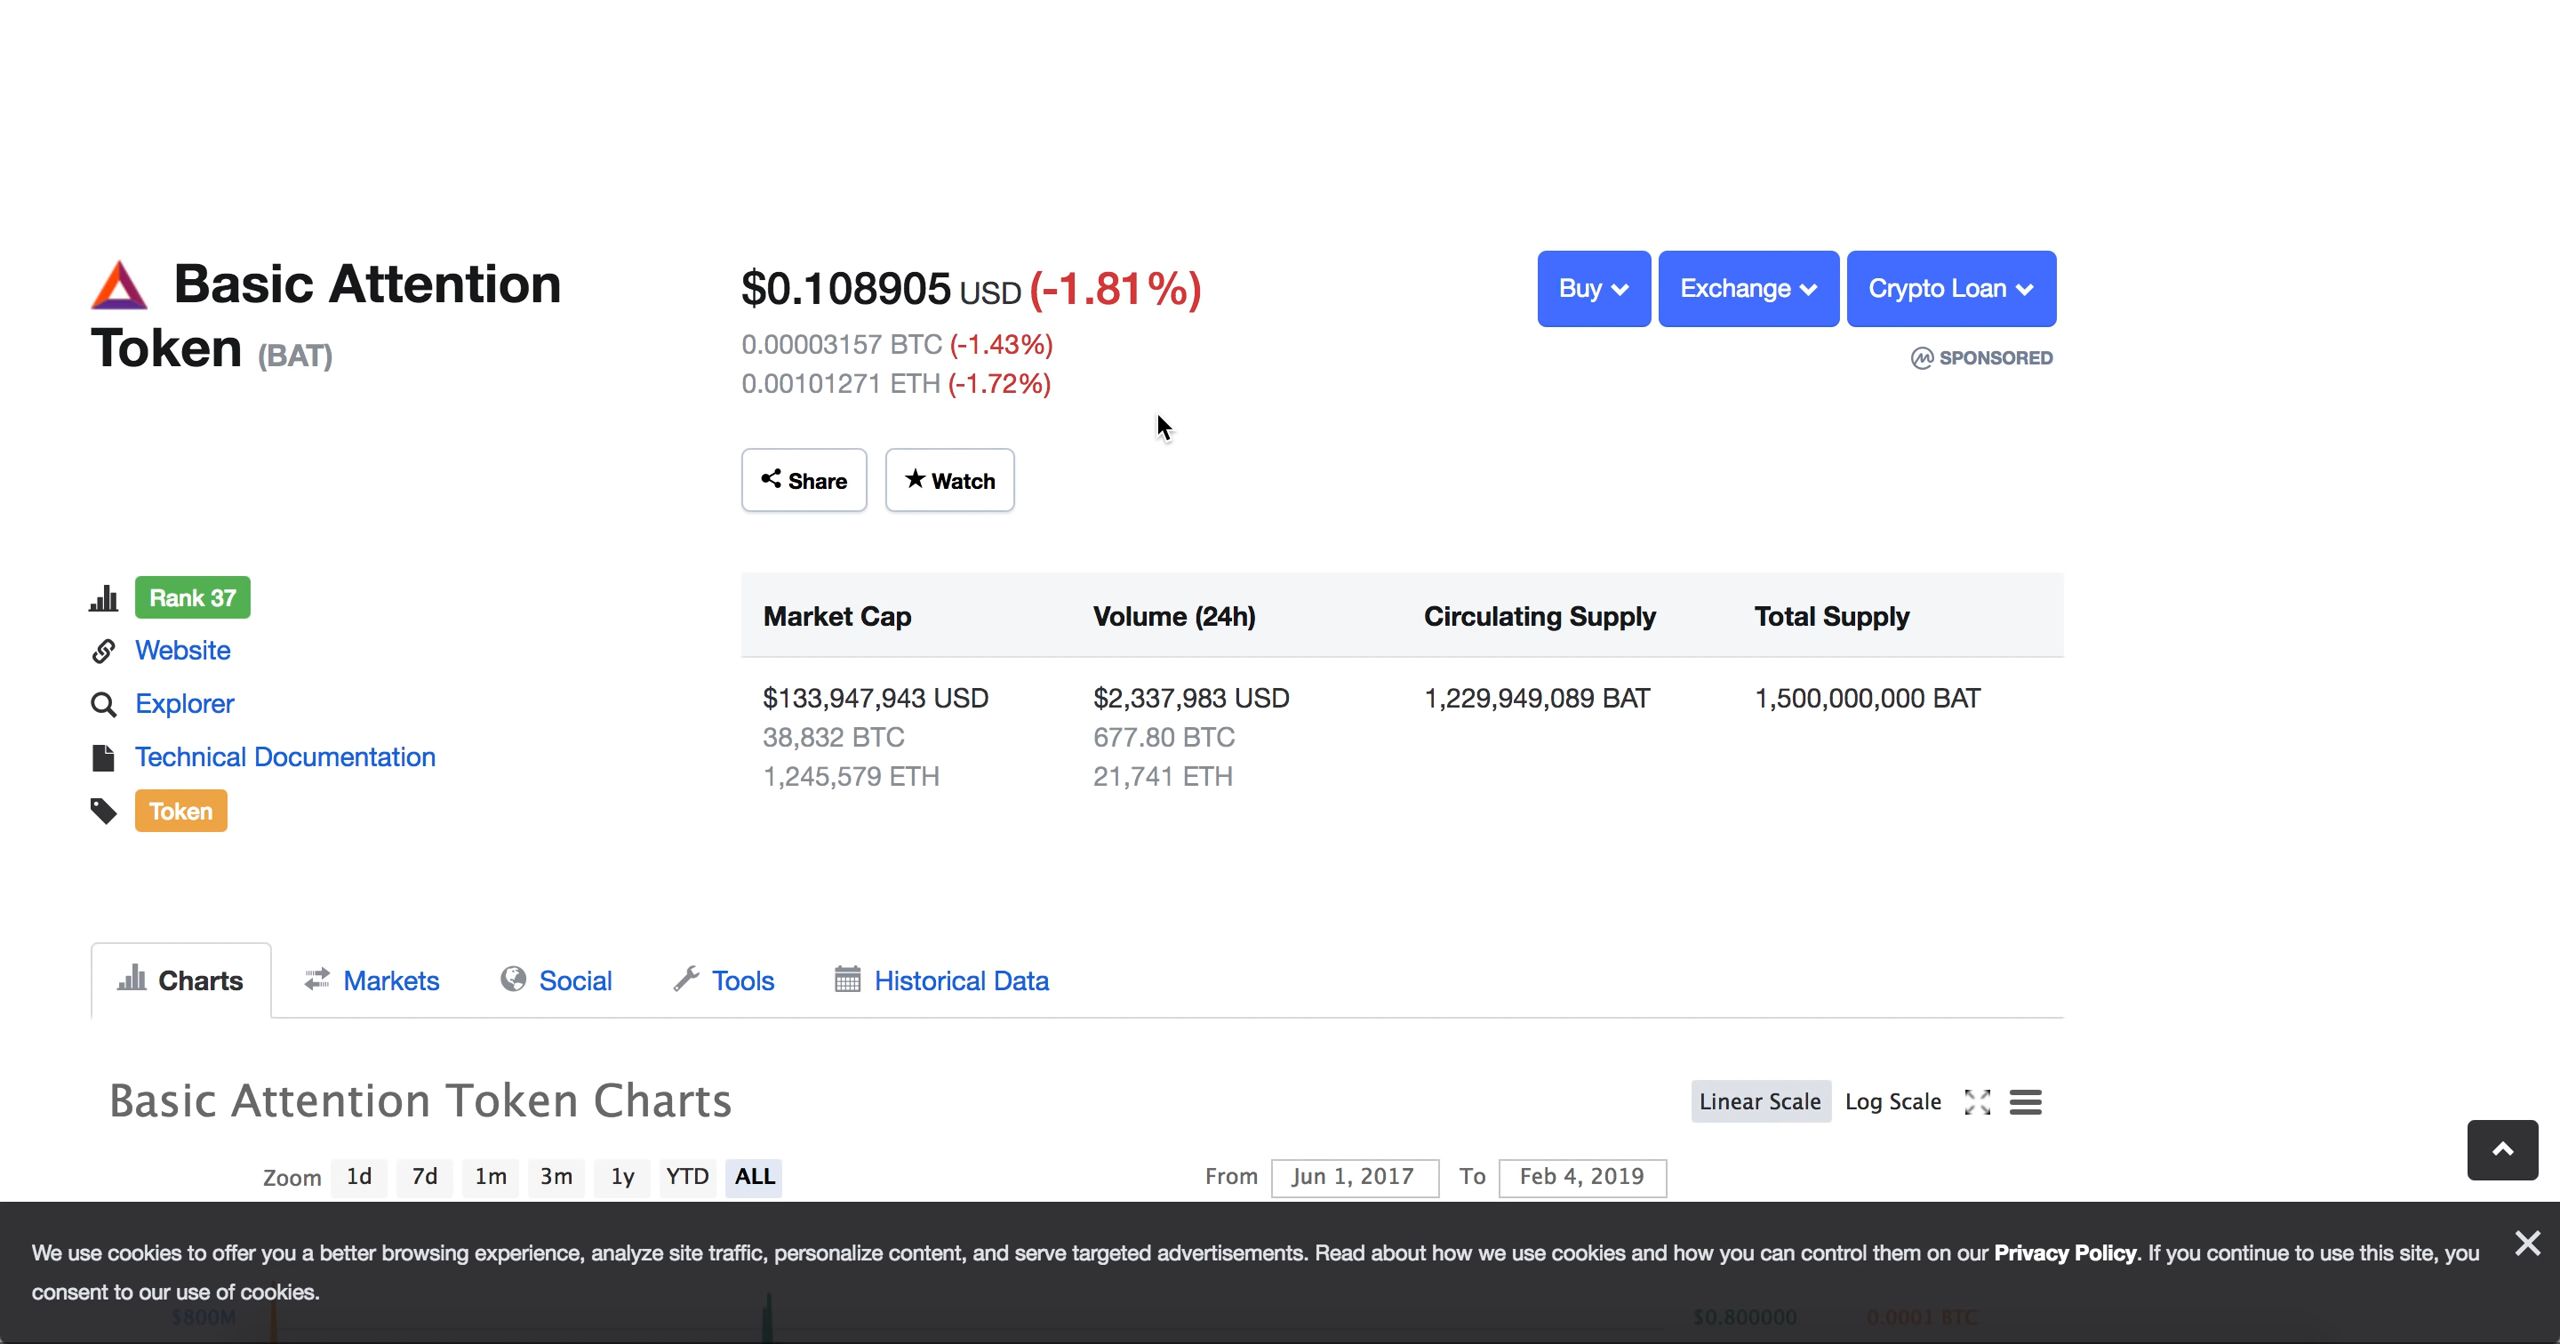 Basic Attention
Token (BAT)
$0.108905 USD (-1.81%)
0.00003157 BTC (-1.43%)
0.00101271 ETH (-1.72%)
Buy
Exchange
Crypto Loan
SPONSORED
Share
Watch
Rank 37
Website
Explorer
Technical Documentation
Token
Market Cap Volume (24h) Circulating Supply Total Supply
$133,947,943 USD $2,337,983 USD 1,229,949,089 BAT 1,500,000,000 BAT
38,832 BTC 677.80 BTC
1,245,579 ETH 21,741 ETH
Charts Markets Social Tools Historical Data
Basic Attention Token Charts
Linear Scale Log Scale
Zoom 1d 7d 1m 3m 1y YTD ALL
From Jun 1, 2017 To Feb 4, 2019
We use cookies to offer you a better browsing experience, analyze site traffic, personalize content, and serve targeted advertisements. Read about how we use cookies and how you can control them on our Privacy Policy. If you continue to use this site, you
consent to our use of cookies.
$800M $0.800000 0.0001 BTC